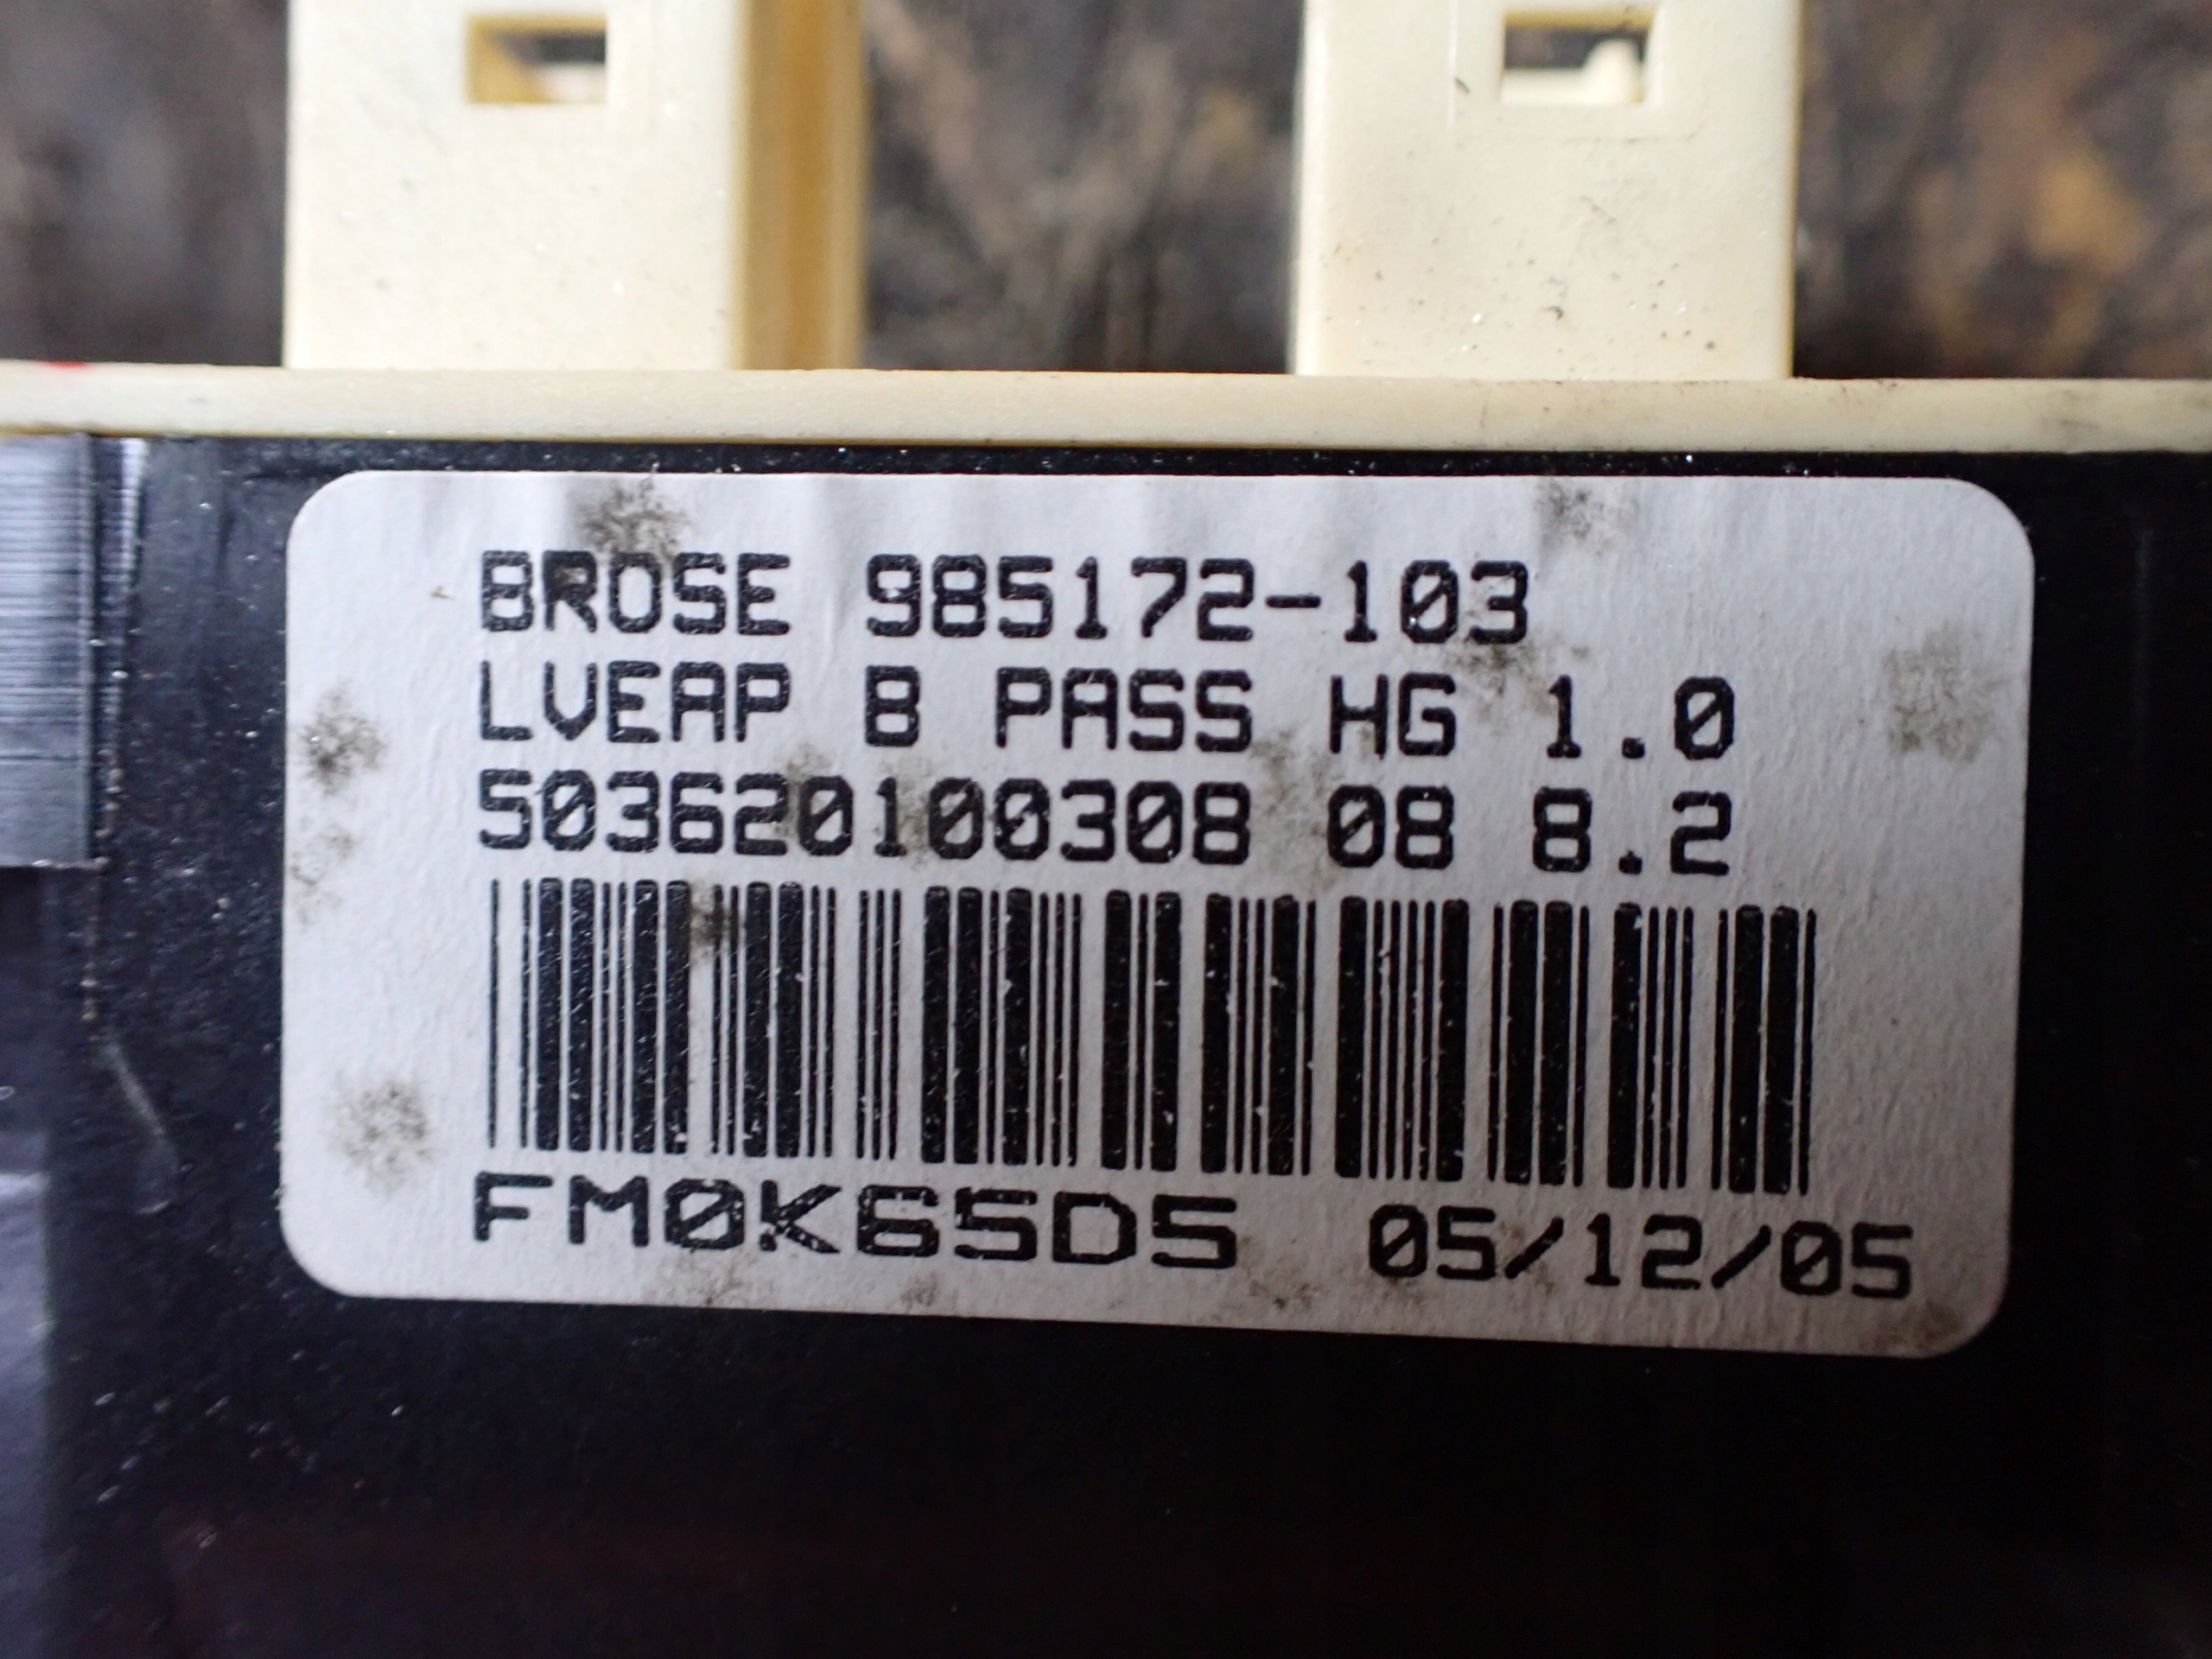 BROSE 985172-103
LVEAP B PASS HG 1.0
503620100308 08 8.2
FM0K65D5 05/12/05